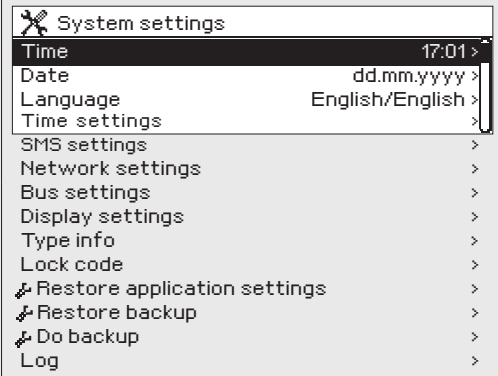 System settings
Time 17:01 >
Date dd.mm.yyyy >
Language English/English >
Time settings >
SMS settings >
Network settings >
Bus settings >
Display settings >
Type info >
Lock code >
Restore application settings >
Restore backup >
Do backup >
Log >